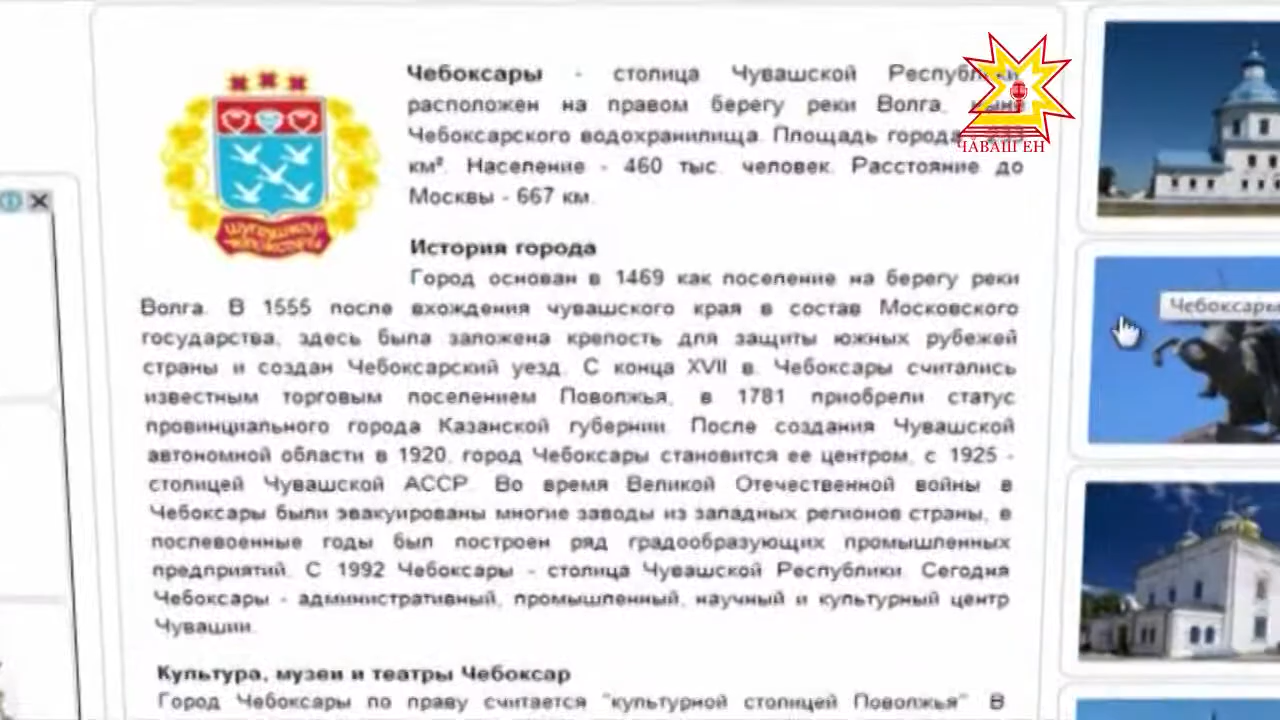 Чебоксары - столица Чувашской Республики
расположен на правом берегу реки Волга, ныне
Чебоксарского водохранилища. Площадь города
км². Население - 460 тыс. человек. Расстояние до
Москвы - 667 км.
ЧĂВАШ ЕН
История города
Город основан в 1469 как поселение на берегу реки
Волга. В 1555 после вхождения чувашского края в состав Московского
государства, здесь была заложена крепость для защиты южных рубежей
страны и создан Чебоксарский уезд. С конца XVII в. Чебоксары считались
известным торговым поселением Поволжья, в 1781 приобрели статус
провинциального города Казанской губернии. После создания Чувашской
автономной области в 1920, город Чебоксары становится ее центром, с 1925 -
столицей Чувашской АССР. Во время Великой Отечественной войны в
Чебоксары были эвакуированы многие заводы из западных регионов страны, в
послевоенные годы был построен ряд градообразующих промышленных
предприятий. С 1992 Чебоксары - столица Чувашской Республики. Сегодня
Чебоксары - административный, промышленный, научный и культурный центр
Чувашии.
Культура, музеи и театры Чебоксар
Город Чебоксары по праву считается "культурной столицей Поволжья". В
Чебоксары